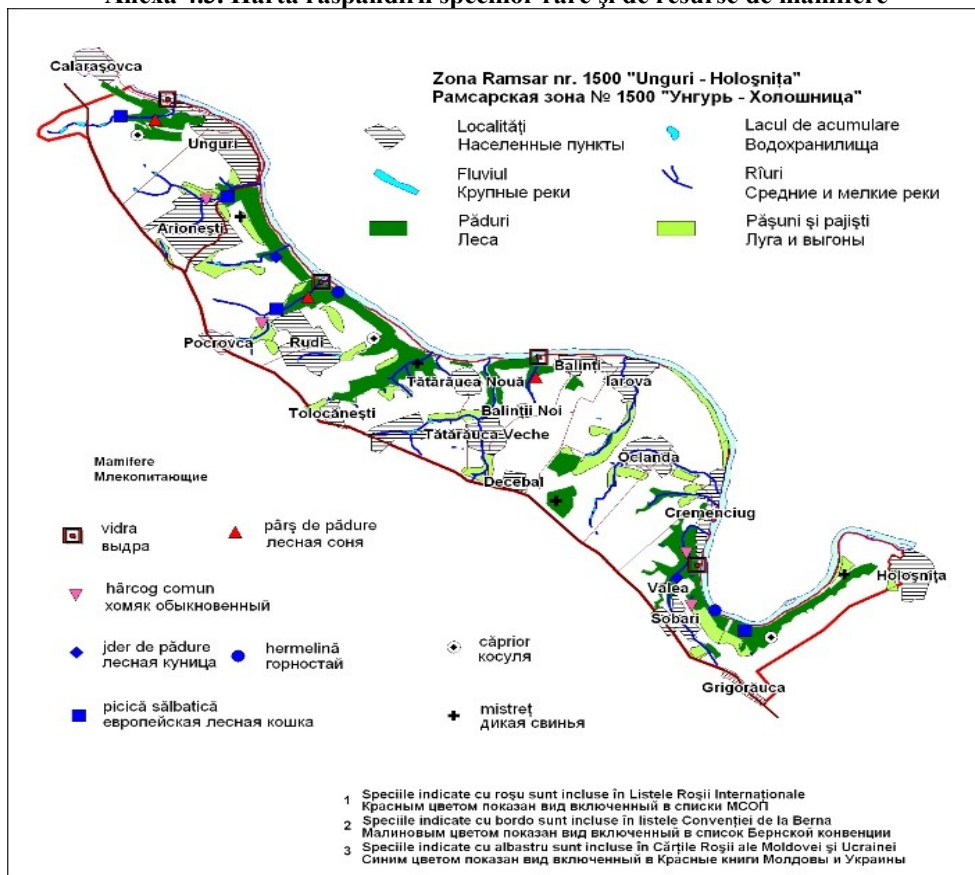 Anexa 4.3. Harta răspândirii speciilor rare şi de resurse de mamifere
Zona Ramsar nr. 1500 "Unguri - Holoşniţa"
Рамсарская зона № 1500 "Унгурь - Холошница"
Localităţi
Населенные пункты
Lacul de acumulare
Водохранилища
Fluviul
Крупные реки
Rîuri
Средние и мелкие реки
Păduri
Леса
Păşuni şi pajişti
Луга и выгоны
Calaraşovca
Unguri
Arioneşti
Pocrovca
Rudi
Tolocăneşti
Tătărăuca Nouă
Balinti
Iarova
Balinţii Noi
Tătărăuca Veche
Decebal
Oclanda
Cremenciug
Valea
Sobari
Holoşniţa
Grigorăuca
Mamifere
Млекопитающие
vidra
выдра
pârş de pădure
лесная соня
hârcog comun
хомяк обыкновенный
jder de pădure
лесная куница
hermelină
горностай
căprior
косуля
picică sălbatică
европейская лесная кошка
mistreţ
дикая свинья
1 Speciile indicate cu roşu sunt incluse în Listele Roşii Internaţionale
Красным цветом показан вид включенный в списки МСОП
2 Speciile indicate cu bordo sunt incluse în listele Convenţiei de la Berna
Малиновым цветом показан вид включенный в список Бернской конвенции
3 Speciile indicate cu albastru sunt incluse în Cărţile Roşii ale Moldovei şi Ucrainei
Синим цветом показан вид включенный в Красные книги Молдовы и Украины